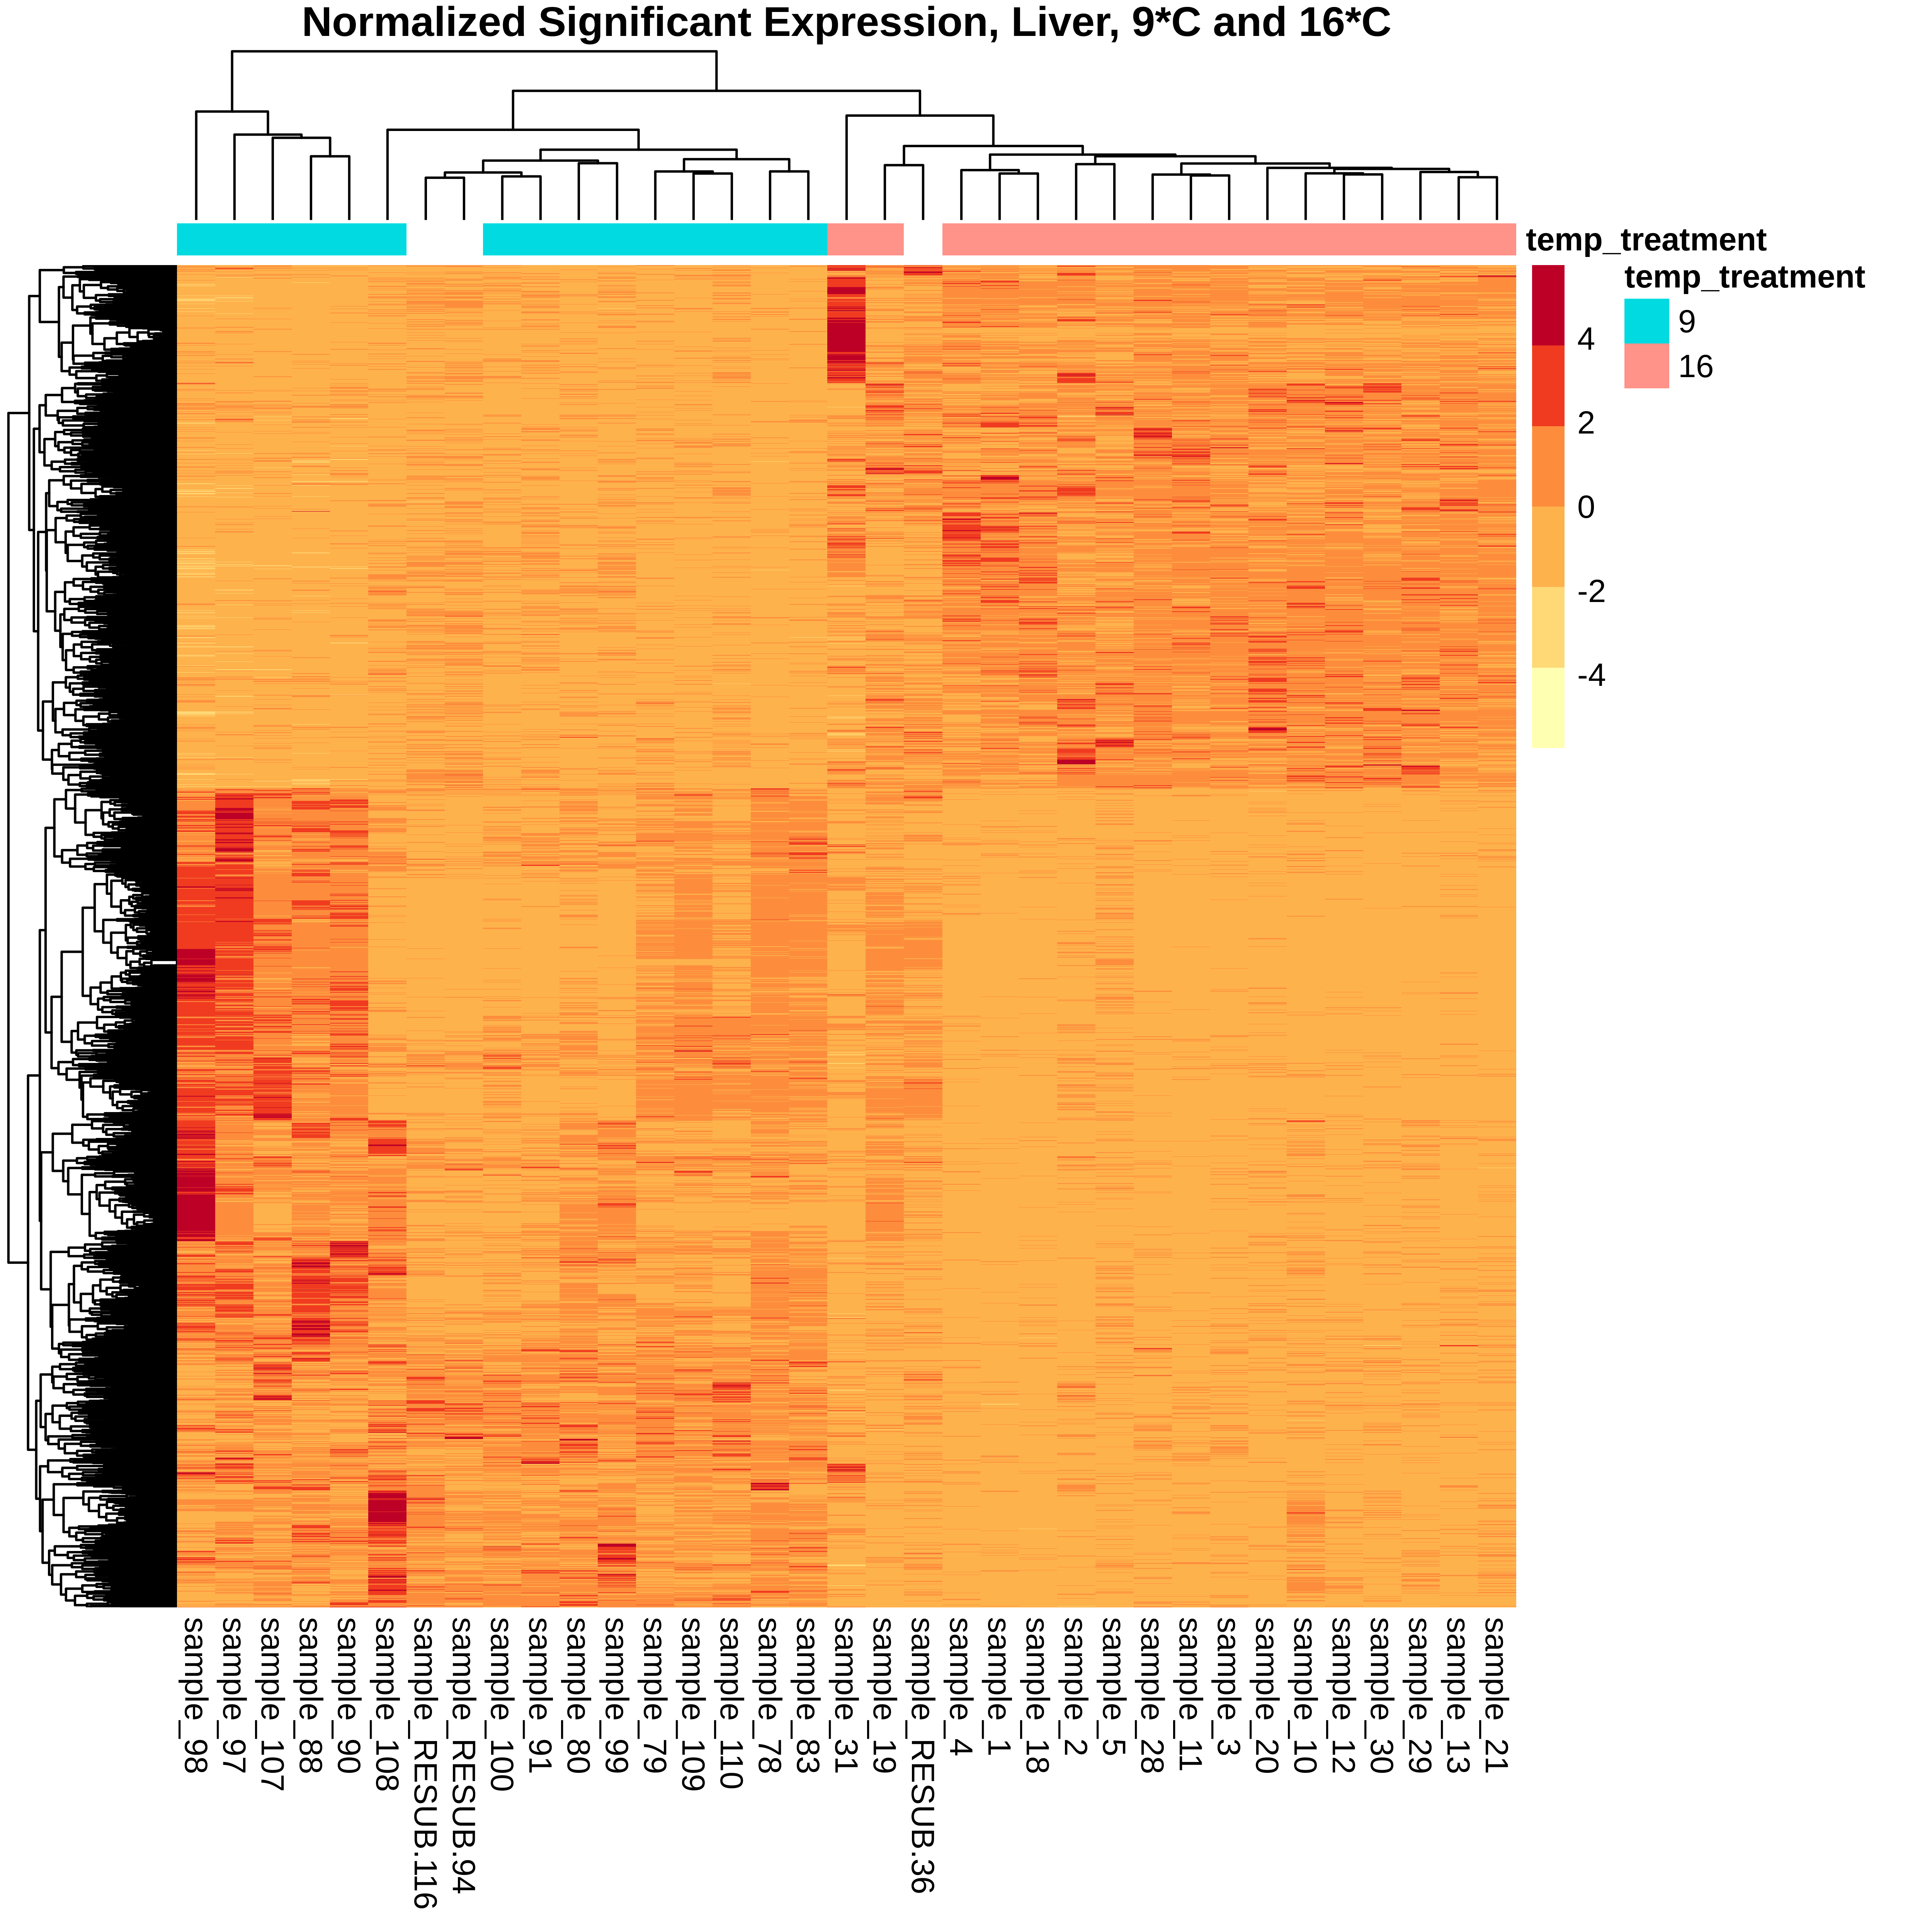 Normalized Significant Expression, Liver, 9*C and 16*C
temp_treatment
temp_treatment
9
16
4
2
0
-2
-4
sample_98
sample_97
sample_107
sample_88
sample_90
sample_108
sample_RESUB.116
sample_RESUB.94
sample_100
sample_91
sample_80
sample_99
sample_79
sample_109
sample_110
sample_78
sample_83
sample_31
sample_19
sample_RESUB.36
sample_4
sample_1
sample_18
sample_2
sample_5
sample_28
sample_11
sample_3
sample_20
sample_10
sample_12
sample_30
sample_29
sample_13
sample_21